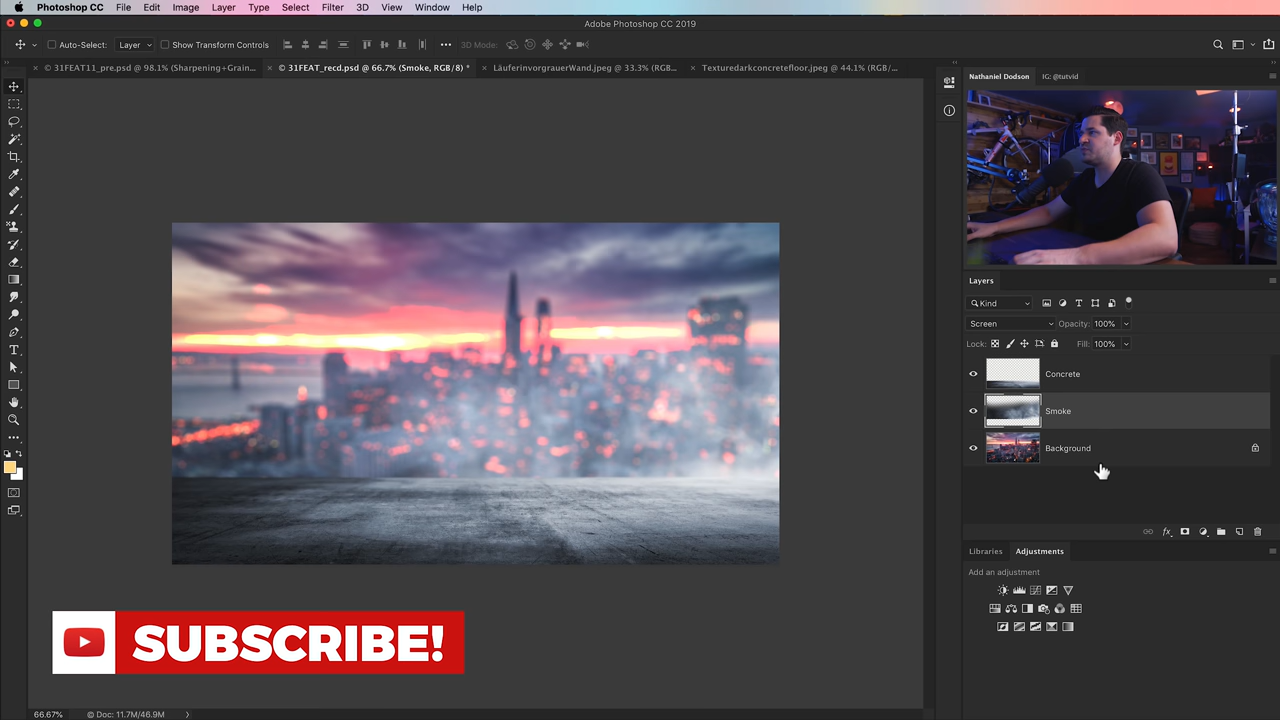 Photoshop CC File Edit Image Layer Type Select Filter 3D View Window Help
Adobe Photoshop CC 2019
Auto-Select: Layer Show Transform Controls 3D Mode:
© 31FEAT11_pre.psd @ 98.1% (Sharpening+Grain... © 31FEAT_recd.psd @ 66.7% (Smoke, RGB/8) * LäuferinvorgrauerWand.jpeg @ 33.3% (RGB... Texturedarkconcretefloor.jpeg @ 44.1% (RGB/...
Nathaniel Dodson IG: @tutvid
Layers
Kind
Screen Opacity: 100%
Lock: Fill: 100%
Concrete
Smoke
Background
Libraries Adjustments
Add an adjustment
SUBSCRIBE!
66.67% © Doc: 11.7M/46.9M